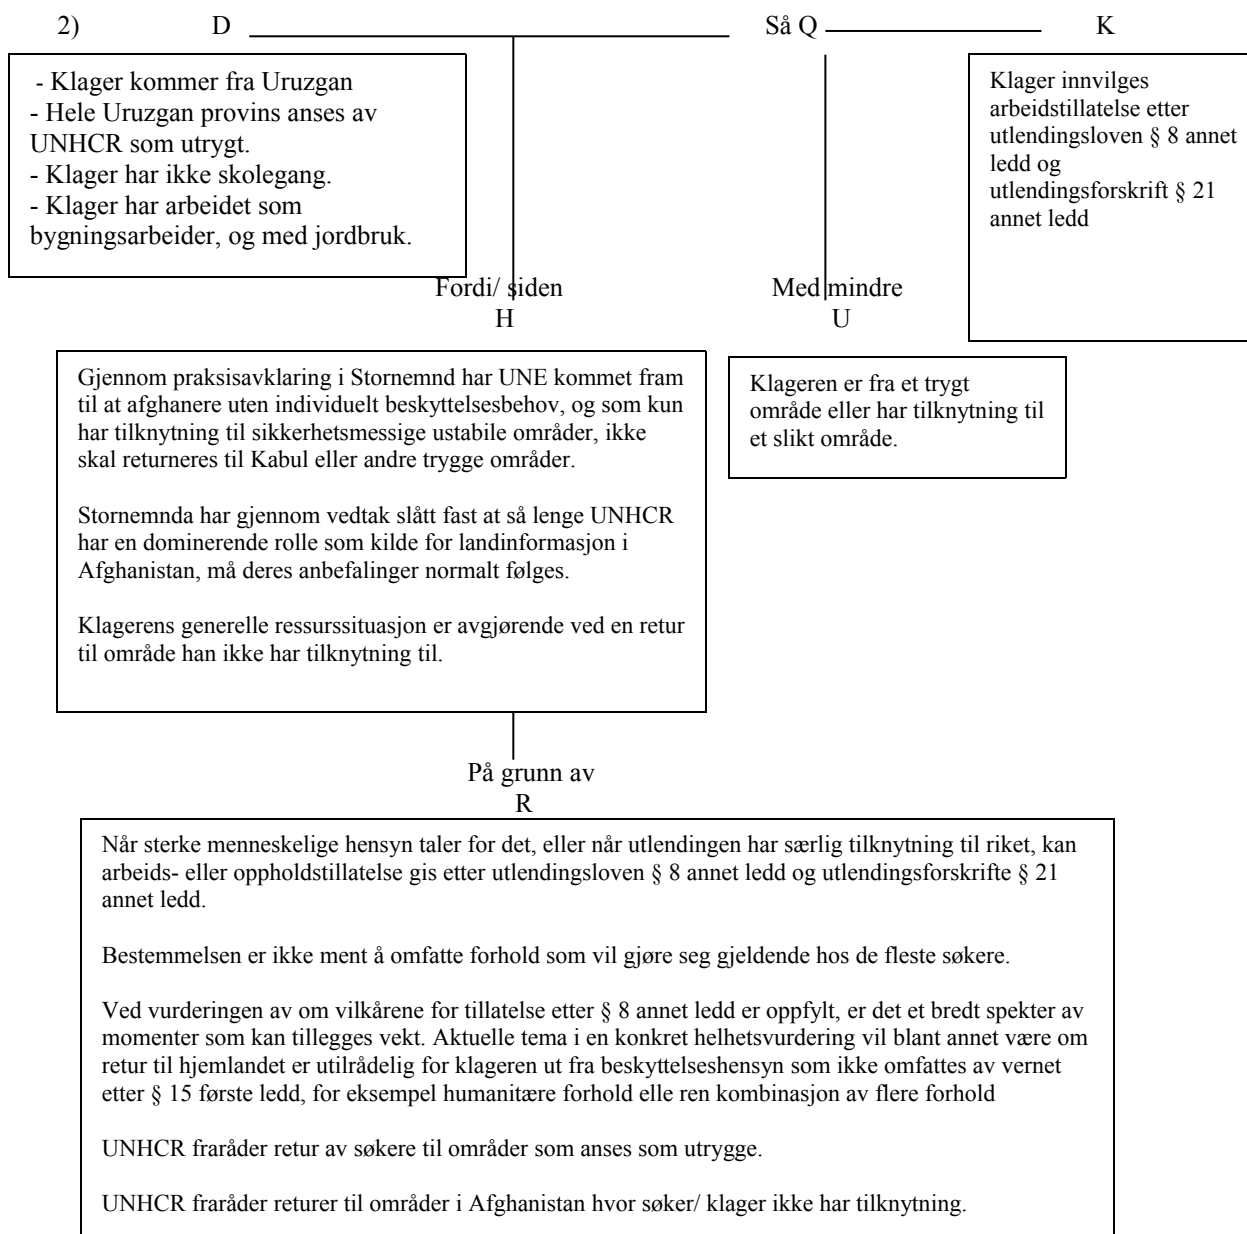 2) D Så Q K
- Klager kommer fra Uruzgan
- Hele Uruzgan provins anses av
UNHCR som utrygt.
- Klager har ikke skolegang.
- Klager har arbeidet som
bygningsarbeider, og med jordbruk.
Klager innvilges
arbeidstillatelse etter
utlendingsloven § 8 annet
ledd og
utlendingsforskrift § 21
annet ledd
Fordi/ siden
H
Med mindre
U
Gjennom praksisavklaring i Stornemnd har UNE kommet fram
til at afghanere uten individuelt beskyttelsesbehov, og som kun
har tilknytning til sikkerhetsmessige ustabile områder, ikke
skal returneres til Kabul eller andre trygge områder.
Stornemnda har gjennom vedtak slått fast at så lenge UNHCR
har en dominerende rolle som kilde for landinformasjon i
Afghanistan, må deres anbefalinger normalt følges.
Klagerens generelle ressurssituasjon er avgjørende ved en retur
til område han ikke har tilknytning til.
Klageren er fra et trygt
område eller har tilknytning til
et slikt område.
På grunn av
R
Når sterke menneskelige hensyn taler for det, eller når utlendingen har særlig tilknytning til riket, kan
arbeids- eller oppholdstillatelse gis etter utlendingsloven § 8 annet ledd og utlendingsforskrifte § 21
annet ledd.
Bestemmelsen er ikke ment å omfatte forhold som vil gjøre seg gjeldende hos de fleste søkere.
Ved vurderingen av om vilkårene for tillatelse etter § 8 annet ledd er oppfylt, er det et bredt spekter av
momenter som kan tillegges vekt. Aktuelle tema i en konkret helhetsvurdering vil blant annet være om
retur til hjemlandet er utilrådelig for klageren ut fra beskyttelseshensyn som ikke omfattes av vernet
etter § 15 første ledd, for eksempel humanitære forhold elle ren kombinasjon av flere forhold
UNHCR fraråder retur av søkere til områder som anses som utrygge.
UNHCR fraråder returer til områder i Afghanistan hvor søker/ klager ikke har tilknytning.